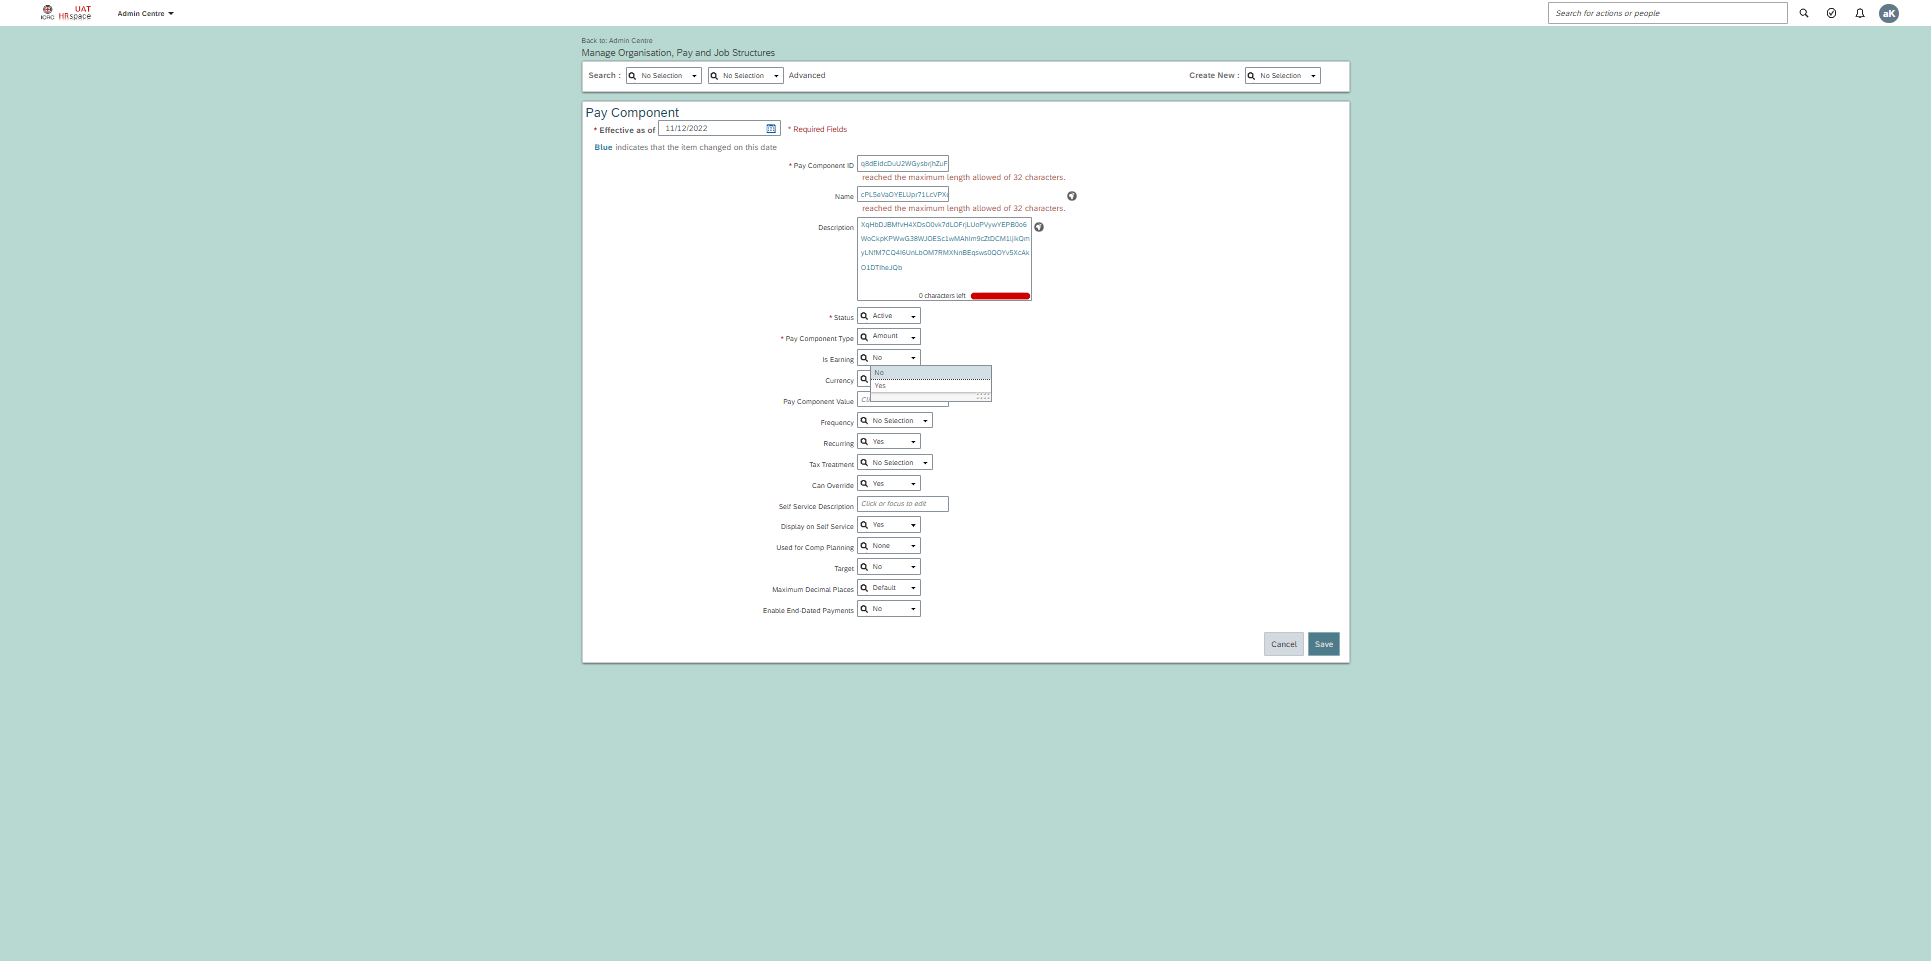 ICRC
UAT
HRspace
Admin Centre
Search for actions or people
aK
Back to: Admin Centre
Manage Organisation, Pay and Job Structures
Search : No Selection No Selection Advanced
Create New : No Selection
Pay Component
* Effective as of 11/12/2022 * Required Fields
Blue indicates that the item changed on this date
* Pay Component ID
reached the maximum length allowed of 32 characters.
Name
reached the maximum length allowed of 32 characters.
Description
O1DTlheJQb
0 characters left
* Status Active
* Pay Component Type Amount
Is Earning No
No
Currency
Yes
Pay Component Value
Frequency No Selection
Recurring Yes
Tax Treatment No Selection
Can Override Yes
Self Service Description Click or focus to edit
Display on Self Service Yes
Used for Comp Planning None
Target No
Maximum Decimal Places Default
Enable End-Dated Payments No
Cancel Save